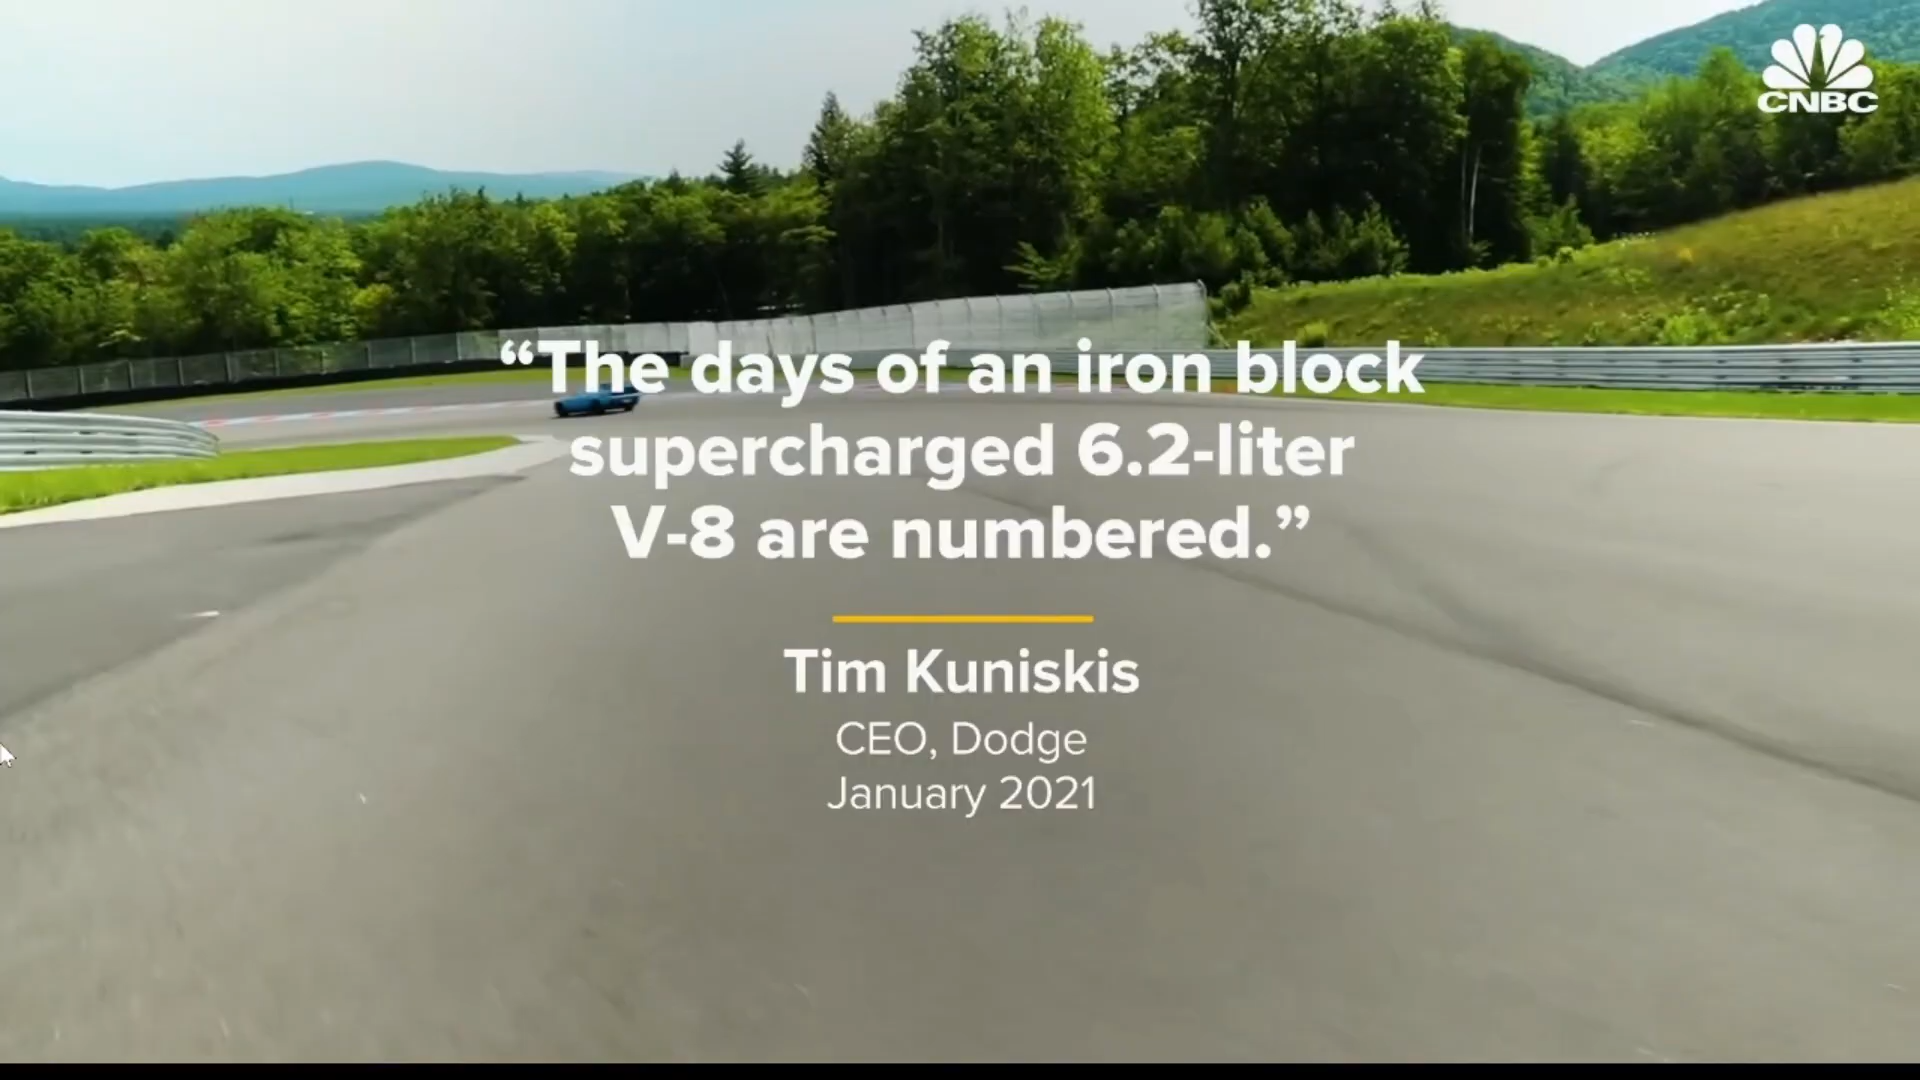 CNBC
“The days of an iron block
supercharged 6.2-liter
V-8 are numbered.”
Tim Kuniskis
CEO, Dodge
January 2021